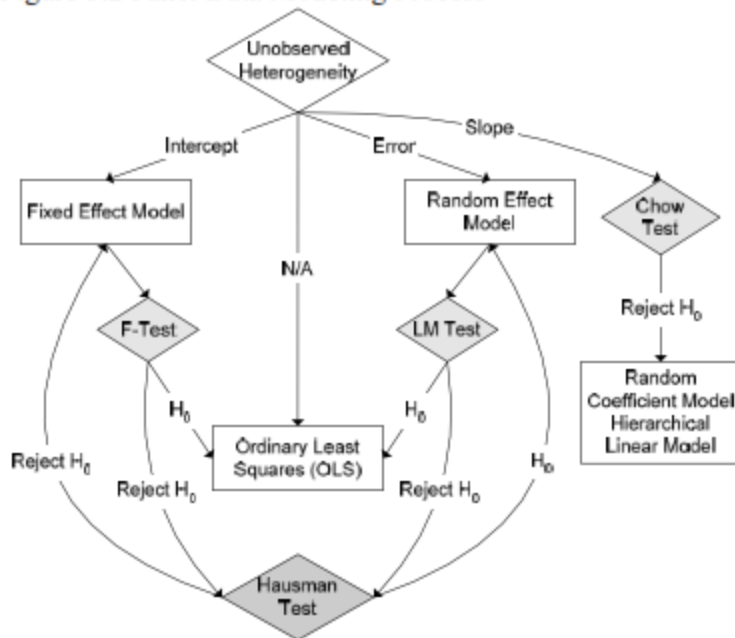 Unobserved
Heterogeneity
Intercept
Error
Slope
Fixed Effect Model
Random Effect
Model
Chow
Test
N/A
F-Test
LM Test
Reject H₀
H₀
H₀
Random
Coefficient Model
Hierarchical
Linear Model
Ordinary Least
Squares (OLS)
Reject H₀
Reject H₀
Reject H₀
H₀
Hausman
Test